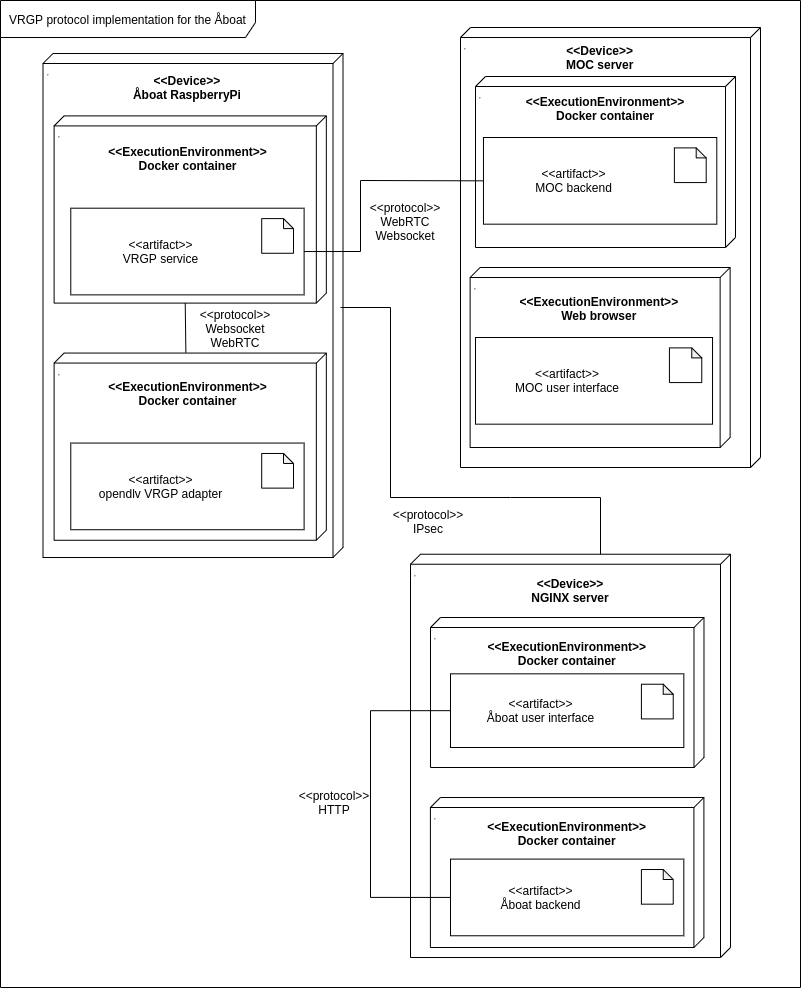 VRGP protocol implementation for the Åboat
<<Device>>
Åboat RaspberryPi
<<ExecutionEnvironment>>
Docker container
<<artifact>>
VRGP service
<<protocol>>
Websocket
WebRTC
<<ExecutionEnvironment>>
Docker container
<<artifact>>
opendlv VRGP adapter
<<protocol>>
WebRTC
Websocket
<<Device>>
MOC server
<<ExecutionEnvironment>>
Docker container
<<artifact>>
MOC backend
<<ExecutionEnvironment>>
Web browser
<<artifact>>
MOC user interface
<<protocol>>
IPsec
<<Device>>
NGINX server
<<ExecutionEnvironment>>
Docker container
<<artifact>>
Åboat user interface
<<protocol>>
HTTP
<<ExecutionEnvironment>>
Docker container
<<artifact>>
Åboat backend